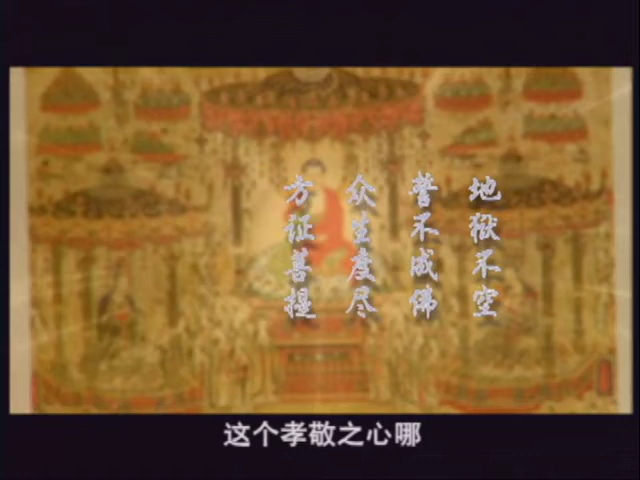 地狱不空
誓不成佛
众生度尽
方证菩提
这个孝敬之心哪